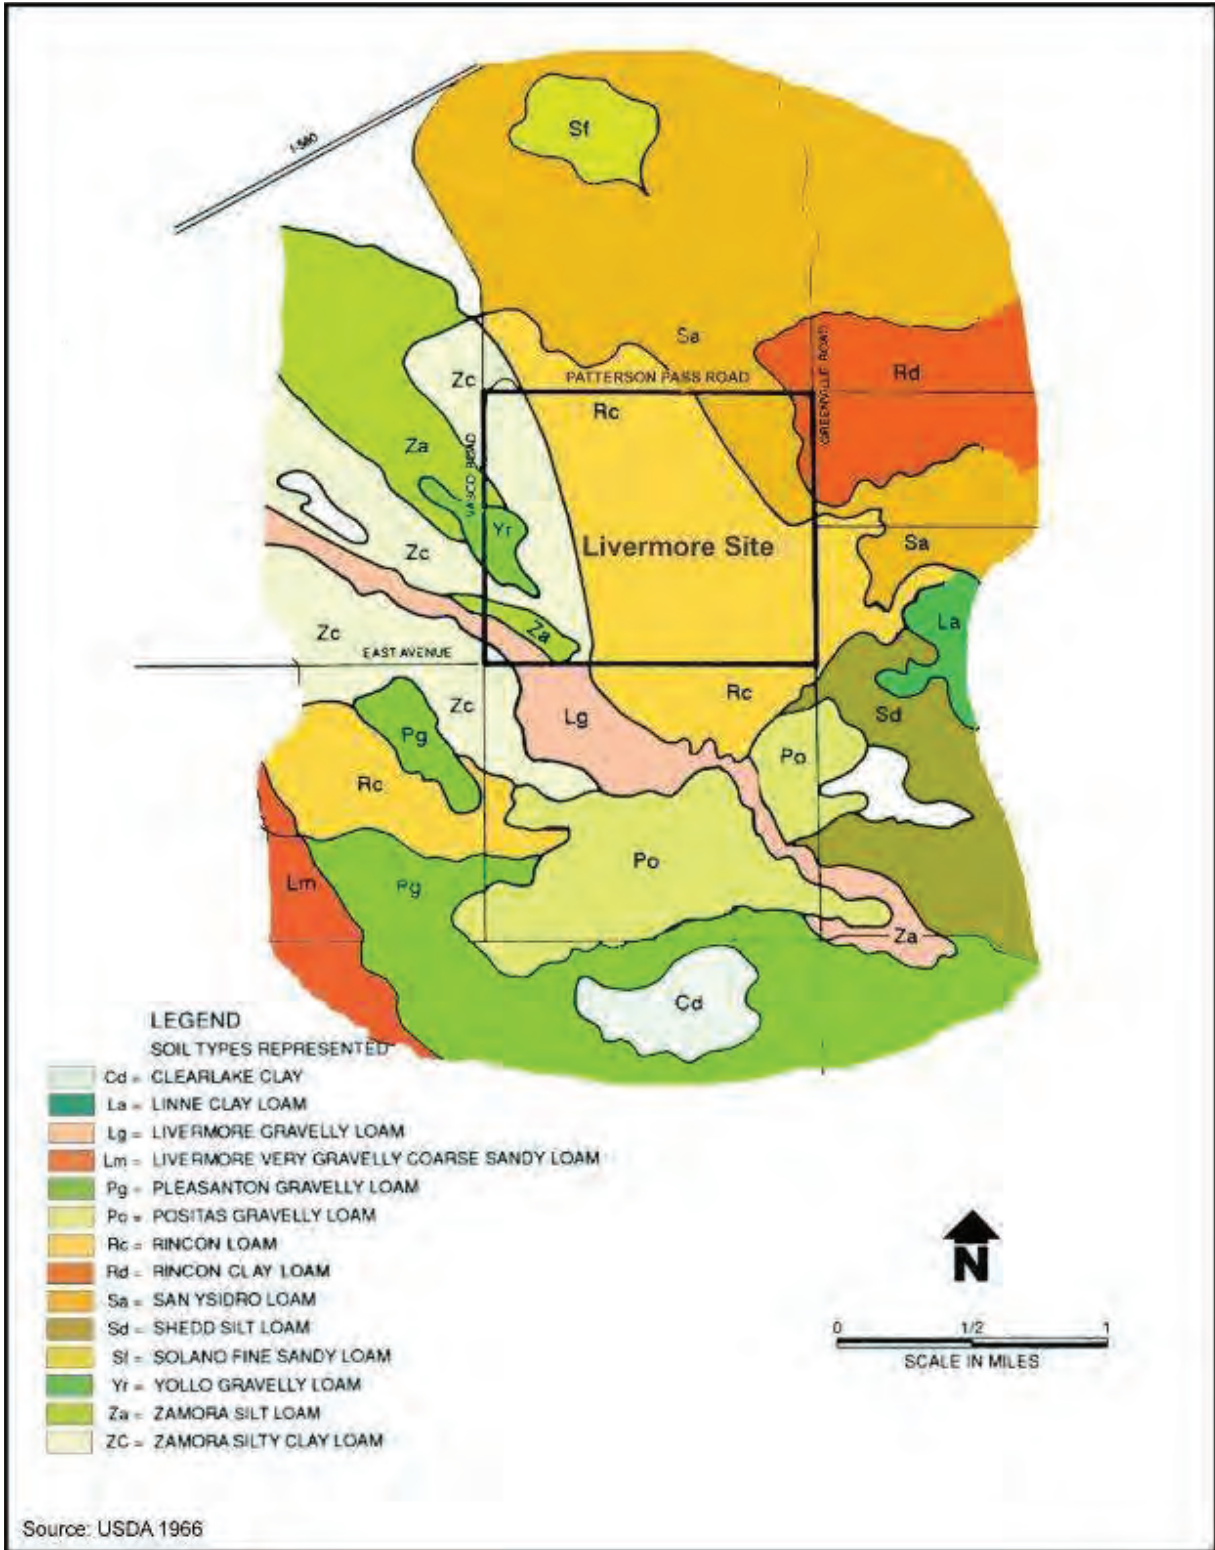 I-580
Sf
Sa
GREENVILLE ROAD
Rd
Zc
PATTERSON PASS ROAD
Rc
Za
VASCO ROAD
Yr
Livermore Site
Zc
Sa
La
Za
Zc
EAST AVENUE
Rc
Zc
Lg
Sd
Pg
Po
Rc
Po
Lm
Pg
Za
Cd
LEGEND
SOIL TYPES REPRESENTED
Cd = CLEARLAKE CLAY
La = LINNE CLAY LOAM
Lg = LIVERMORE GRAVELLY LOAM
Lm = LIVERMORE VERY GRAVELLY COARSE SANDY LOAM
Pg = PLEASANTON GRAVELLY LOAM
Po = POSITAS GRAVELLY LOAM
Rc = RINCON LOAM
Rd = RINCON CLAY LOAM
Sa = SAN YSIDRO LOAM
Sd = SHEDD SILT LOAM
Sf = SOLANO FINE SANDY LOAM
Yr = YOLLO GRAVELLY LOAM
Za = ZAMORA SILT LOAM
ZC = ZAMORA SILTY CLAY LOAM
N
0 1/2 1
SCALE IN MILES
Source: USDA 1966